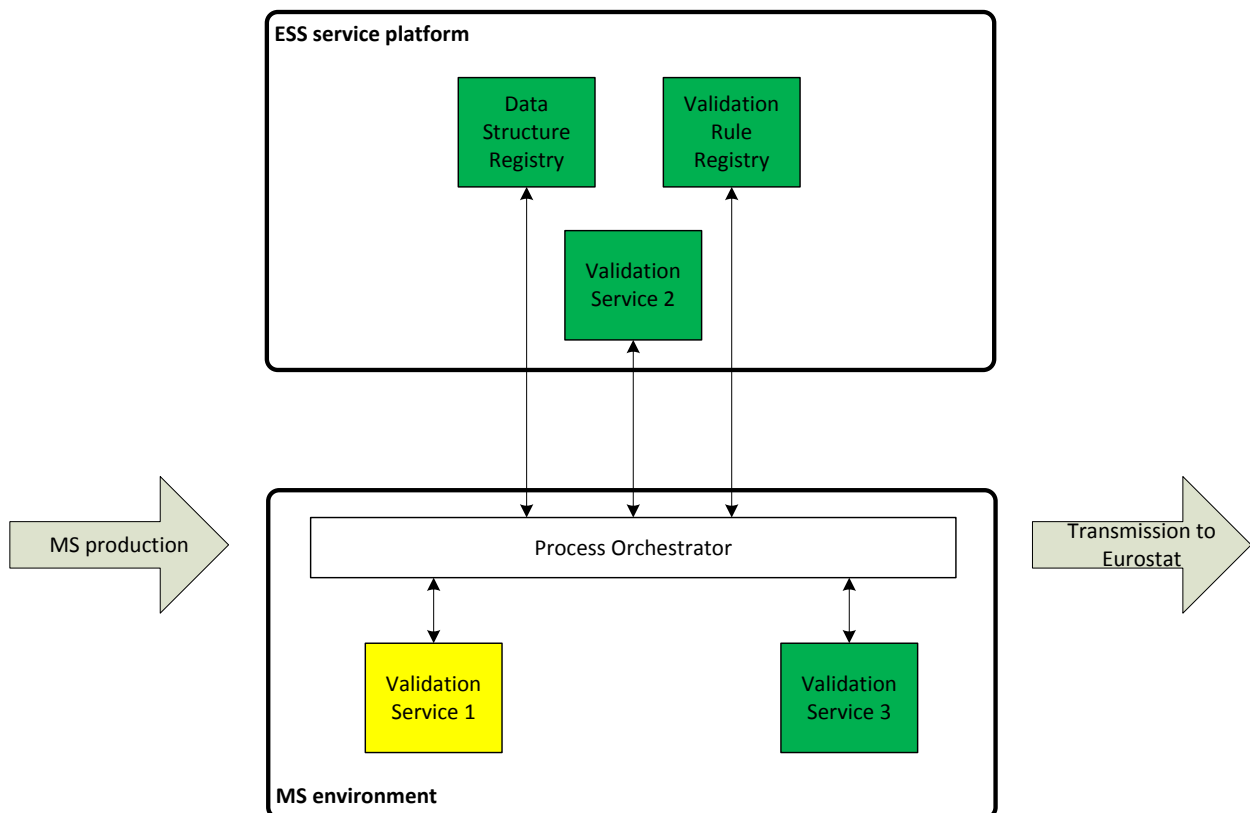 ESS service platform
Data
Structure
Registry
Validation
Rule
Registry
Validation
Service 2
MS production
Process Orchestrator
Transmission to
Eurostat
Validation
Service 1
Validation
Service 3
MS environment